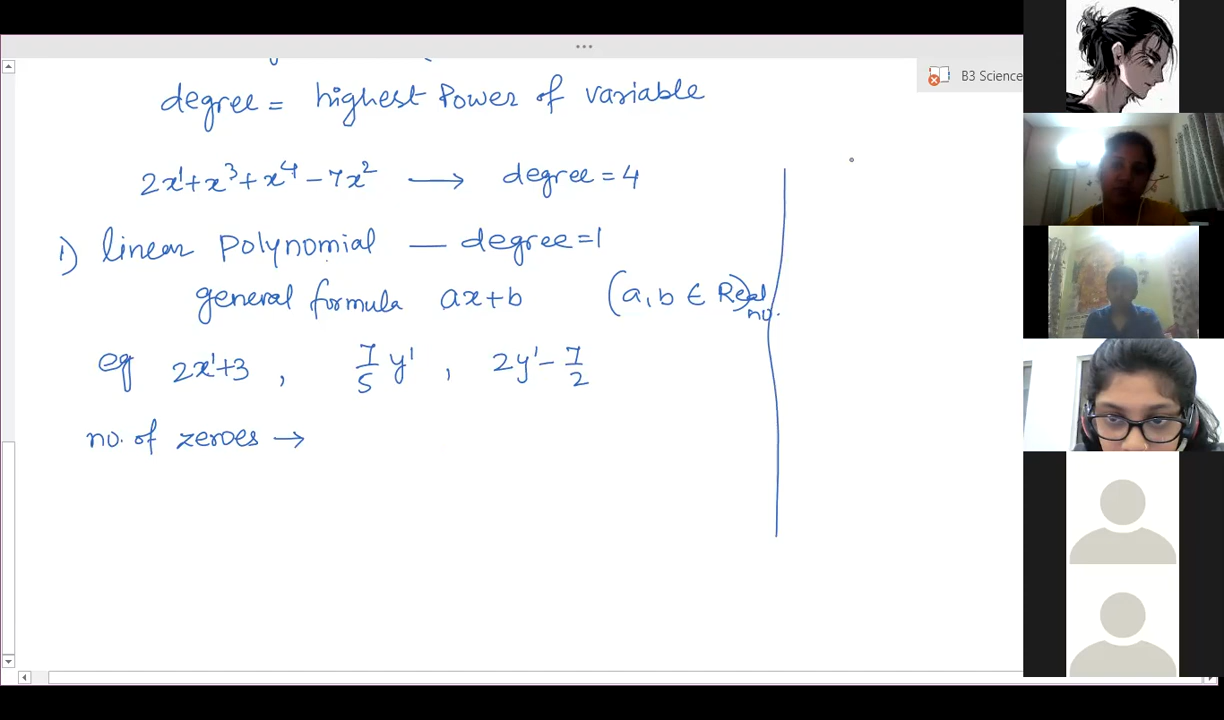 degree = highest Power of variable
B3 Science
2x¹+x³+x⁴-7x² → degree = 4
1) linear Polynomial — degree=1
general formula ax+b (a, b ∈ Real no.)
eg 2x¹+3 , 7/5 y¹ , 2y¹- 7/2
no. of zeroes →